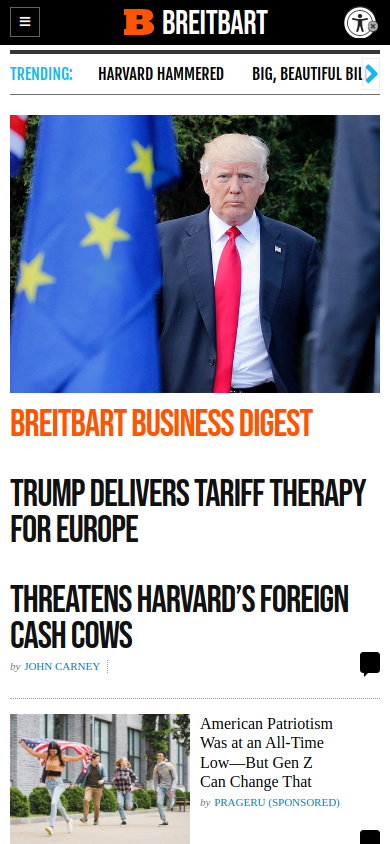 BREITBART
TRENDING:
HARVARD HAMMERED
BIG, BEAUTIFUL BIL
BREITBART BUSINESS DIGEST
TRUMP DELIVERS TARIFF THERAPY
FOR EUROPE
THREATENS HARVARD’S FOREIGN
CASH COWS
by JOHN CARNEY
American Patriotism
Was at an All-Time
Low—But Gen Z
Can Change That
by PRAGERU (SPONSORED)